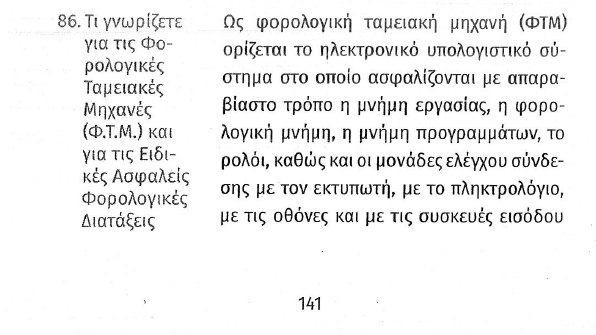 86. Τι γνωρίζετε
για τις Φο-
ρολογικές
Ταμειακές
Μηχανές
(Φ.Τ.Μ.) και
για τις Ειδι-
κές Ασφαλείς
Φορολογικές
Διατάξεις
Ως φορολογική ταμειακή μηχανή (ΦΤΜ)
ορίζεται το ηλεκτρονικό υπολογιστικό σύ-
στημα στο οποίο ασφαλίζονται με απαρα-
βίαστο τρόπο η μνήμη εργασίας, η φορο-
λογική μνήμη, η μνήμη προγραμμάτων, το
ρολόι, καθώς και οι μονάδες ελέγχου σύνδε-
σης με τον εκτυπωτή, με το πληκτρολόγιο,
με τις οθόνες και με τις συσκευές εισόδου
141